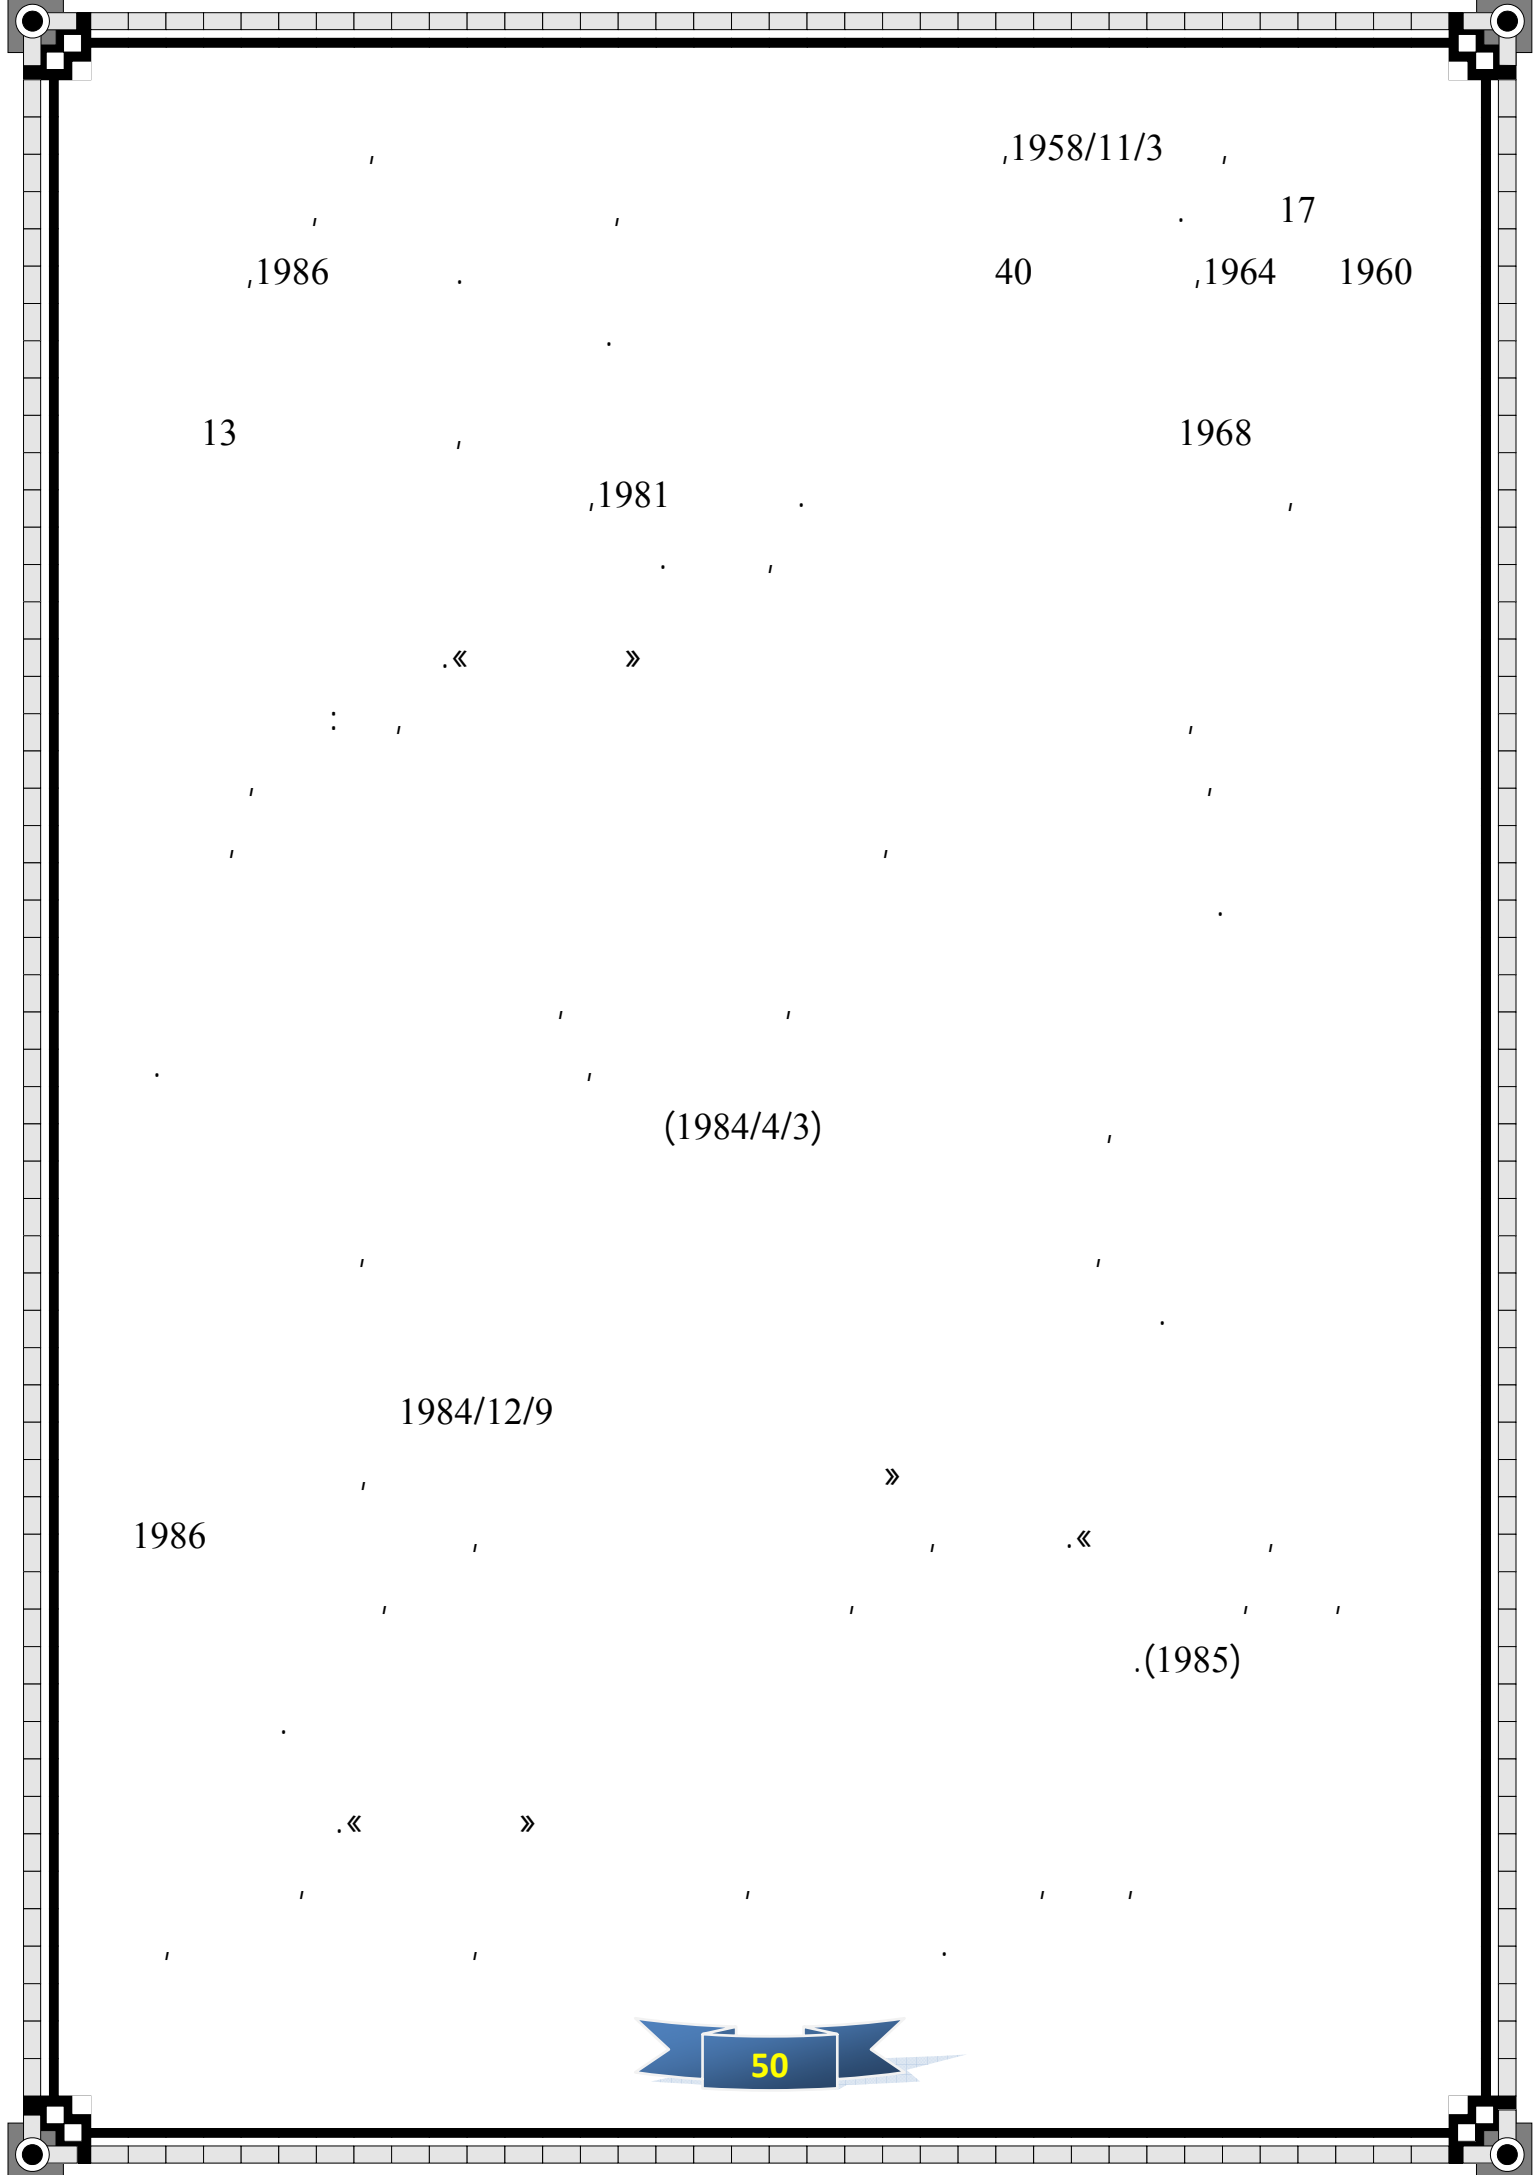 , 1958/11/3, ,
17 . , ,
1960 1964, 40 . 1986,
.
1968 , 13
, . 1981,
, .
» «.
, , :
, ,
, ,
.
, ,
, .
, (1984/4/3)
, ,
.
1984/12/9
» ,
, «. , , 1986
, , , ,
(1985).
.
» «.
, , , ,
. , ,
50